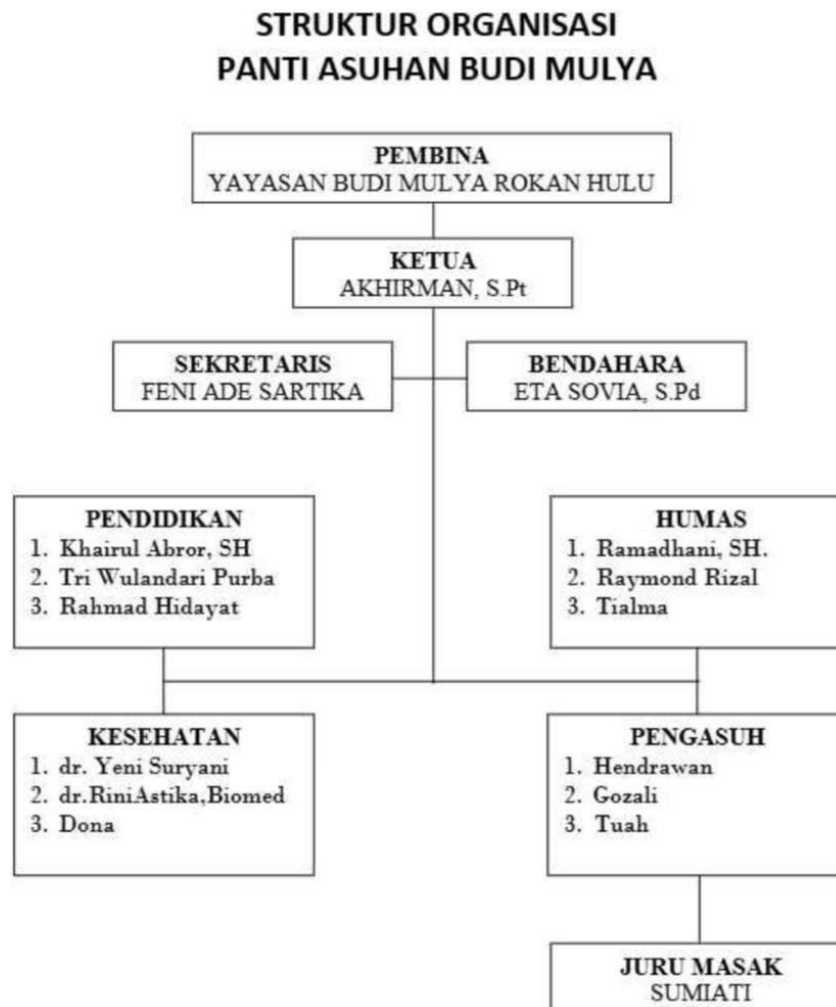 STRUKTUR ORGANISASI
PANTI ASUHAN BUDI MULYA
PEMBINA
YAYASAN BUDI MULYA ROKAN HULU
KETUA
AKHIRMAN, S.Pt
SEKRETARIS
FENI ADE SARTIKA
BENDAHARA
ETA SOVIA, S.Pd
PENDIDIKAN
1. Khairul Abror, SH
2. Tri Wulandari Purba
3. Rahmad Hidayat
HUMAS
1. Ramadhani, SH.
2. Raymond Rizal
3. Tialma
KESEHATAN
1. dr. Yeni Suryani
2. dr.RiniAstika,Biomed
3. Dona
PENGASUH
1. Hendrawan
2. Gozali
3. Tuah
JURU MASAK
SUMIATI